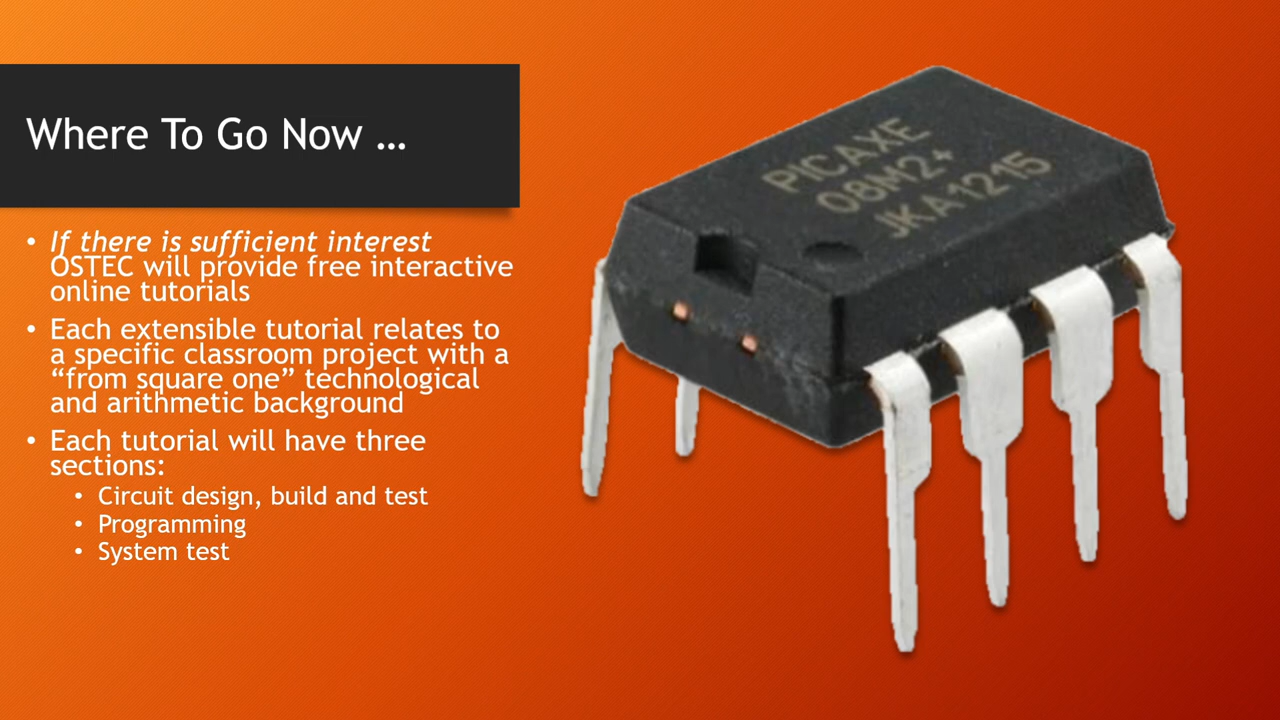 Where To Go Now ...
• If there is sufficient interest
OSTEC will provide free interactive
online tutorials
• Each extensible tutorial relates to
a specific classroom project with a
“from square one” technological
and arithmetic background
• Each tutorial will have three
sections:
• Circuit design, build and test
• Programming
• System test
PICAXE
08M2+
JKA1215